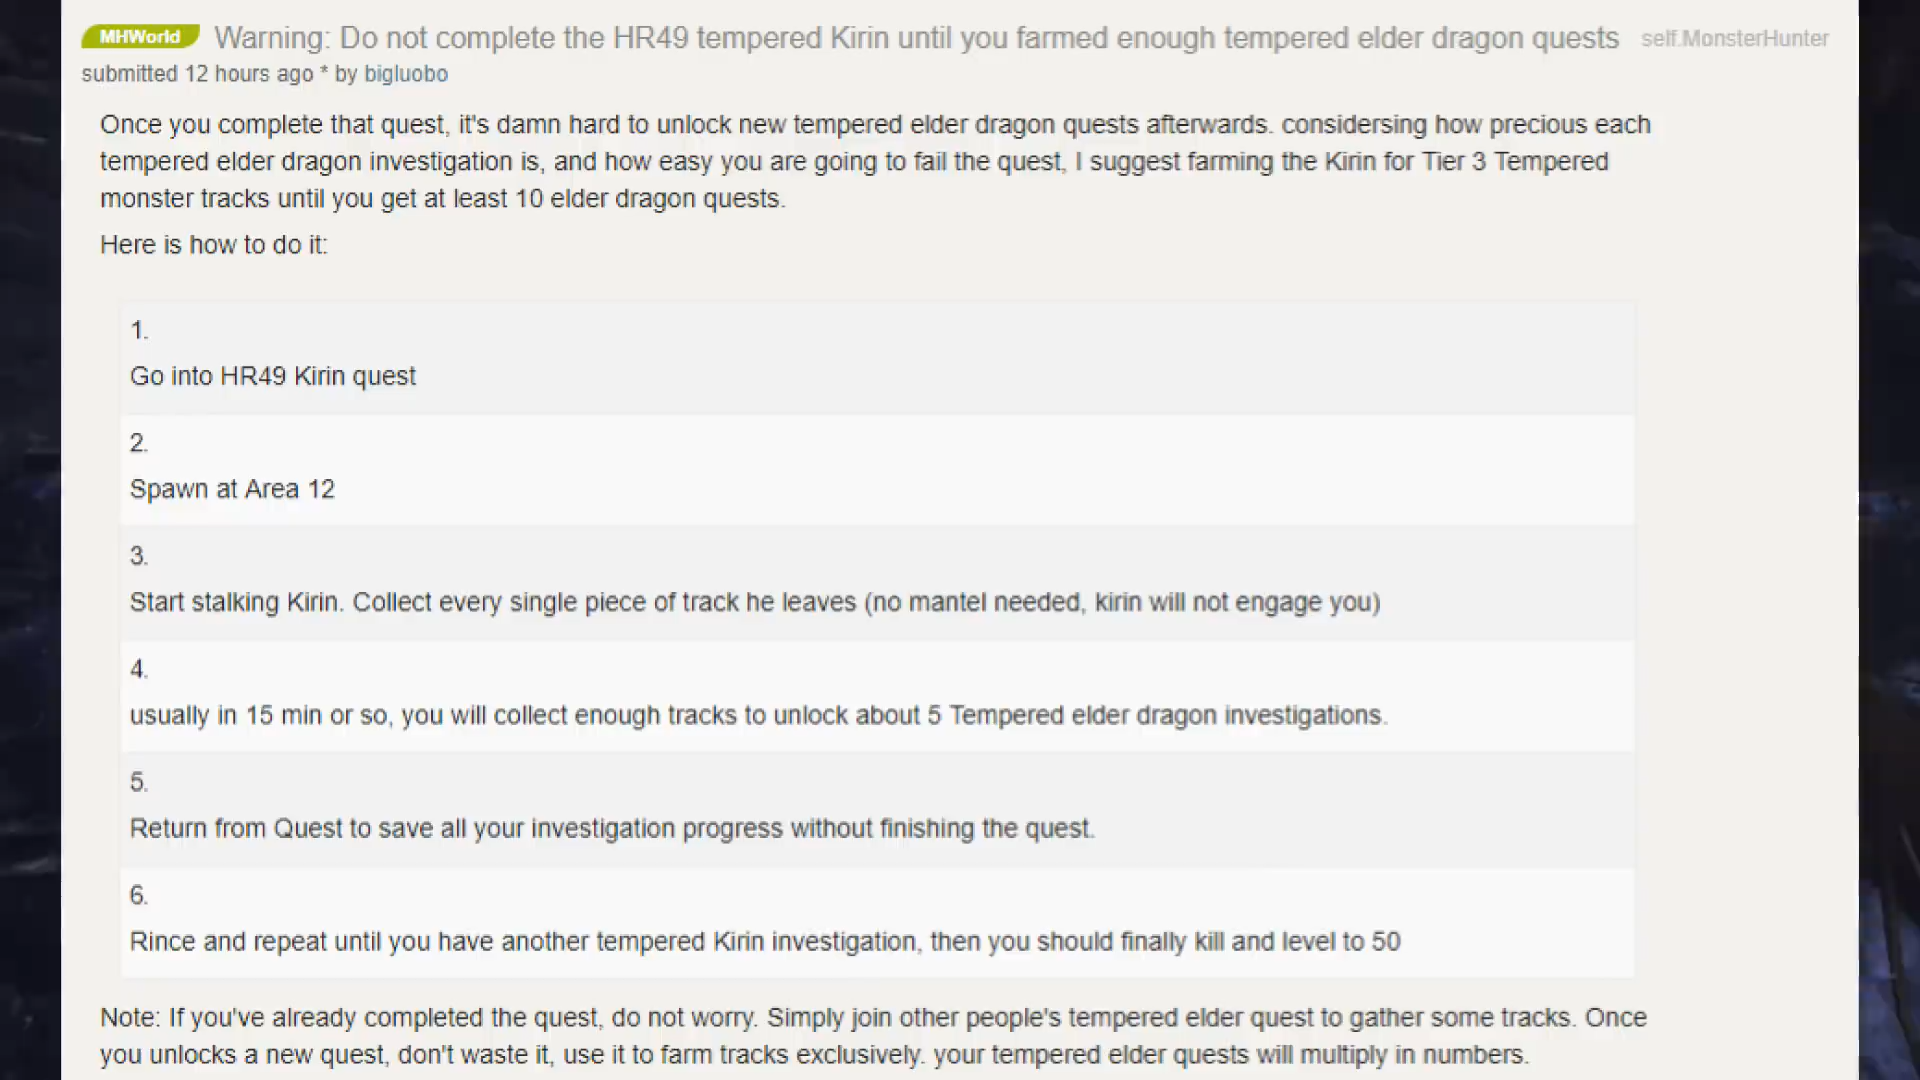 MHWorld Warning: Do not complete the HR49 tempered Kirin until you farmed enough tempered elder dragon quests self.MonsterHunter
submitted 12 hours ago * by bigluobo
Once you complete that quest, it's damn hard to unlock new tempered elder dragon quests afterwards. considersing how precious each
tempered elder dragon investigation is, and how easy you are going to fail the quest, I suggest farming the Kirin for Tier 3 Tempered
monster tracks until you get at least 10 elder dragon quests.
Here is how to do it:
1.
Go into HR49 Kirin quest
2.
Spawn at Area 12
3.
Start stalking Kirin. Collect every single piece of track he leaves (no mantel needed, kirin will not engage you)
4.
usually in 15 min or so, you will collect enough tracks to unlock about 5 Tempered elder dragon investigations.
5.
Return from Quest to save all your investigation progress without finishing the quest.
6.
Rince and repeat until you have another tempered Kirin investigation, then you should finally kill and level to 50
Note: If you've already completed the quest, do not worry. Simply join other people's tempered elder quest to gather some tracks. Once
you unlocks a new quest, don't waste it, use it to farm tracks exclusively. your tempered elder quests will multiply in numbers.